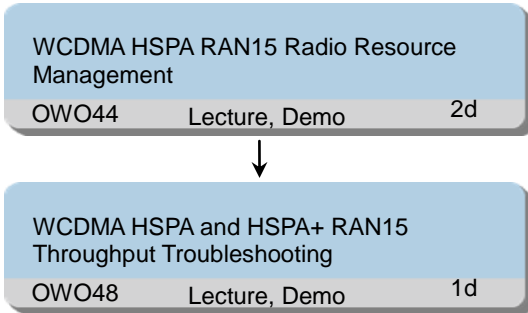 WCDMA HSPA RAN15 Radio Resource
Management
OWO44 Lecture, Demo 2d
WCDMA HSPA and HSPA+ RAN15
Throughput Troubleshooting
OWO48 Lecture, Demo 1d